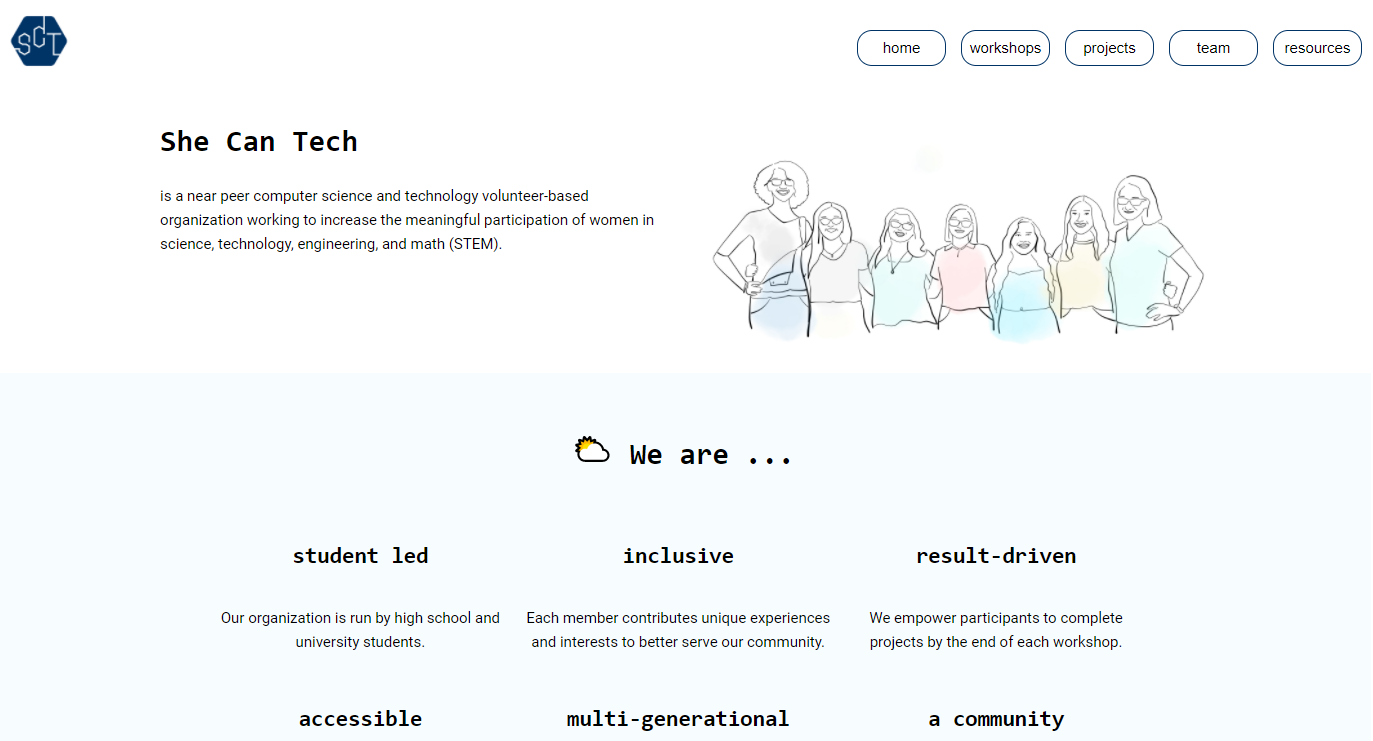 SCT
home
workshops
projects
team
resources
She Can Tech
is a near peer computer science and technology volunteer-based
organization working to increase the meaningful participation of women in
science, technology, engineering, and math (STEM).
We are ...
student led
Our organization is run by high school and
university students.
inclusive
Each member contributes unique experiences
and interests to better serve our community.
result-driven
We empower participants to complete
projects by the end of each workshop.
accessible
multi-generational
a community